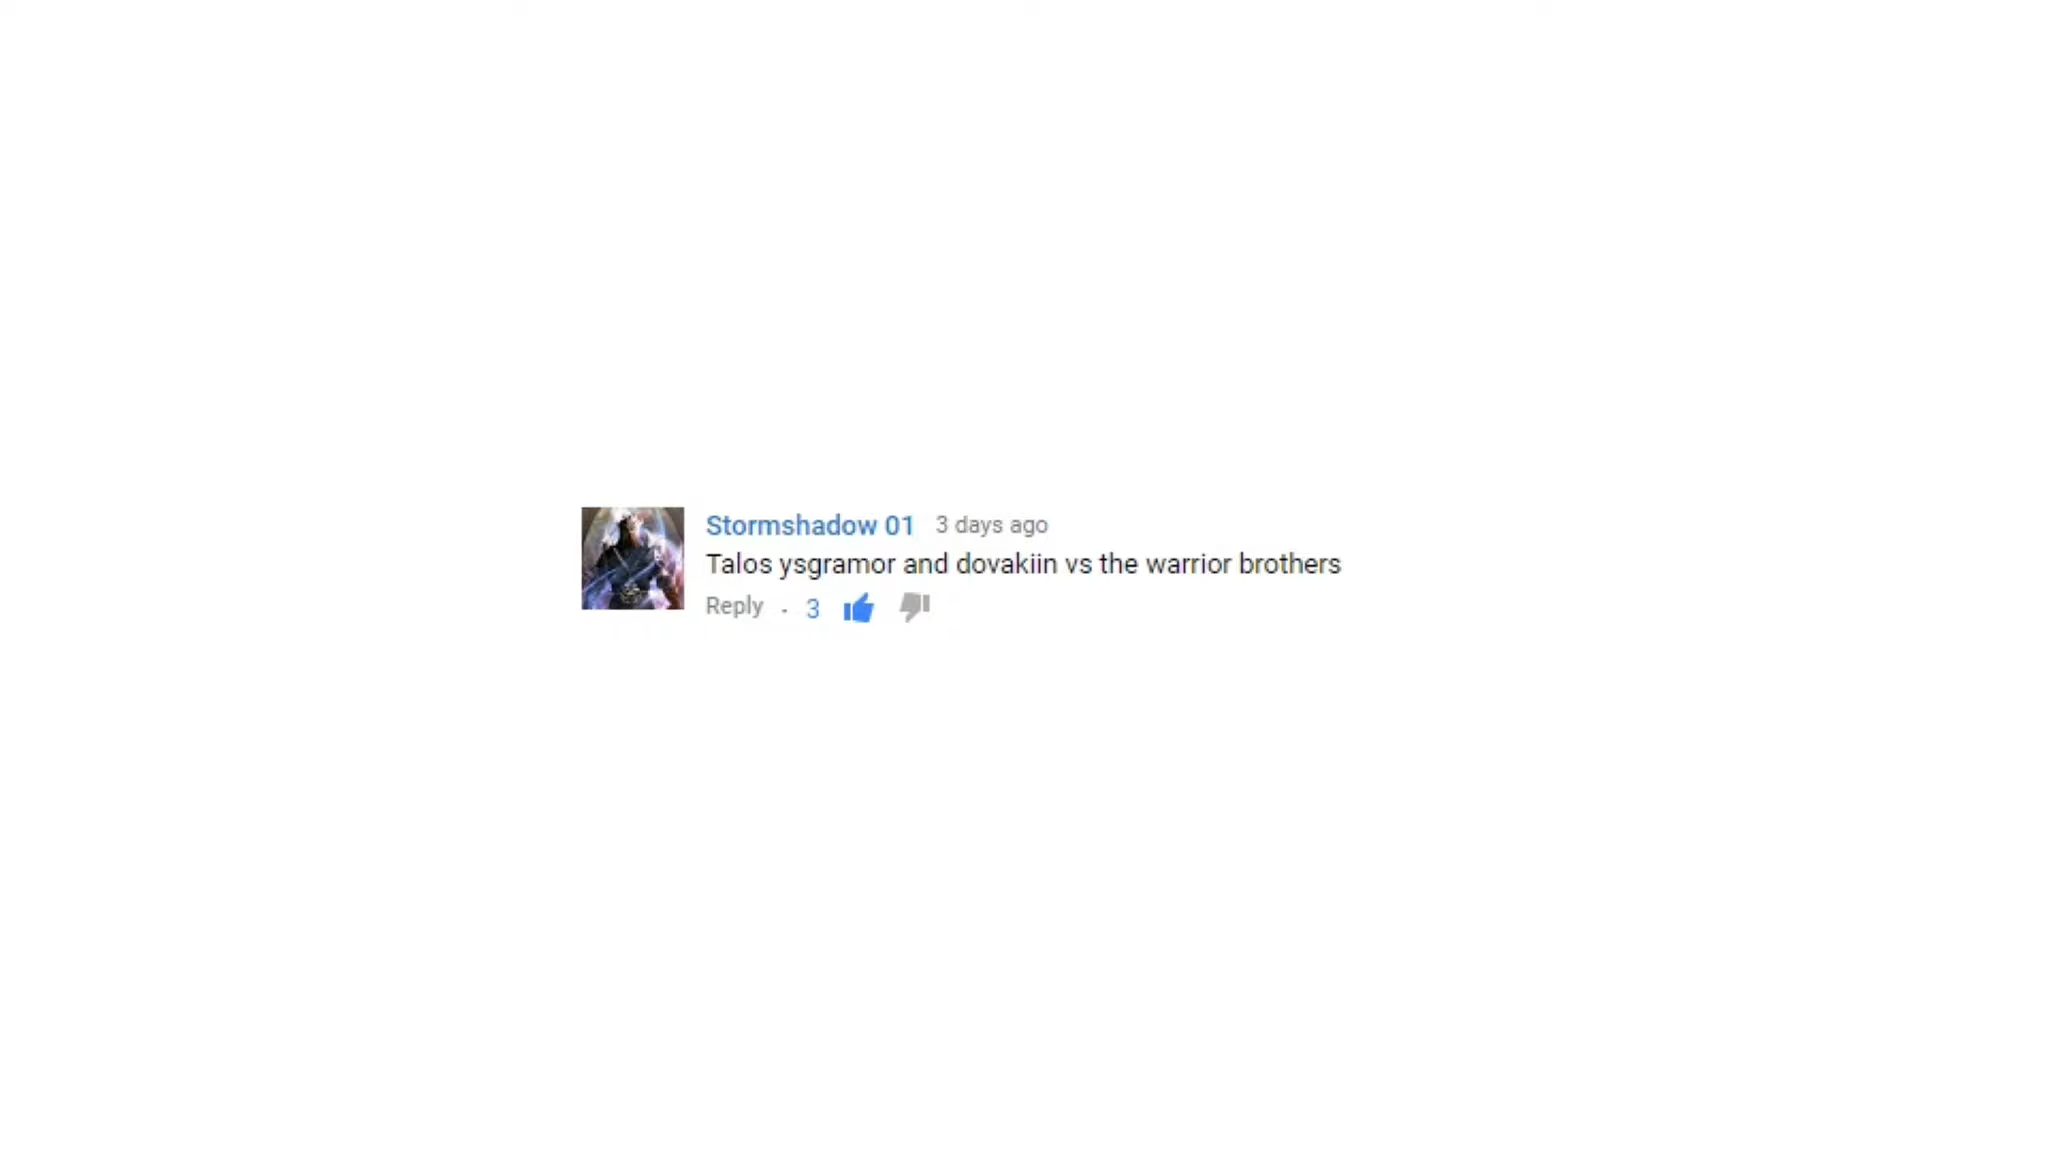 Stormshadow 01 3 days ago
Talos ysgramor and dovakiin vs the warrior brothers
Reply . 3